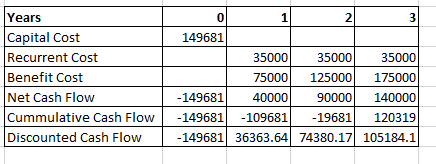 Years 0 1 2 3
Capital Cost 149681
Recurrent Cost 35000 35000 35000
Benefit Cost 75000 125000 175000
Net Cash Flow -149681 40000 90000 140000
Cummulative Cash Flow -149681 -109681 -19681 120319
Discounted Cash Flow -149681 36363.64 74380.17 105184.1